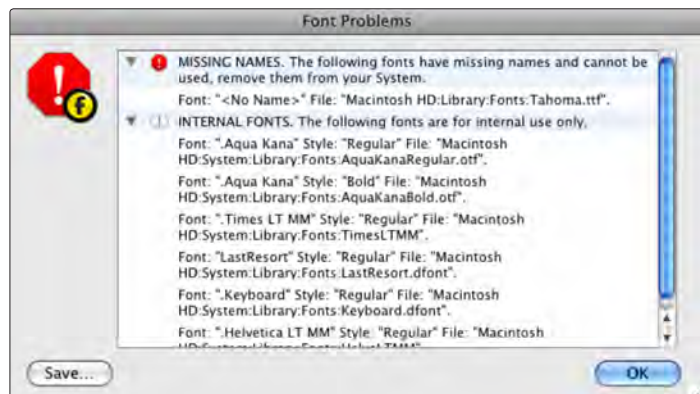 Font Problems
MISSING NAMES. The following fonts have missing names and cannot be
used, remove them from your System.
Font: "<No Name>" File: "Macintosh HD:Library:Fonts:Tahoma.ttf".
INTERNAL FONTS. The following fonts are for internal use only.
Font: ".Aqua Kana" Style: "Regular" File: "Macintosh
HD:System:Library:Fonts:AquaKanaRegular.otf".
Font: ".Aqua Kana" Style: "Bold" File: "Macintosh
HD:System:Library:Fonts:AquaKanaBold.otf".
Font: ".Times LT MM" Style: "Regular" File: "Macintosh
HD:System:Library:Fonts:TimesLTMM".
Font: "LastResort" Style: "Regular" File: "Macintosh
HD:System:Library:Fonts:LastResort.dfont".
Font: ".Keyboard" Style: "Regular" File: "Macintosh
HD:System:Library:Fonts:Keyboard.dfont".
Font: ".Helvetica LT MM" Style: "Regular" File: "Macintosh
HD:System:Library:Fonts:HelveLTMM".
Save...
OK